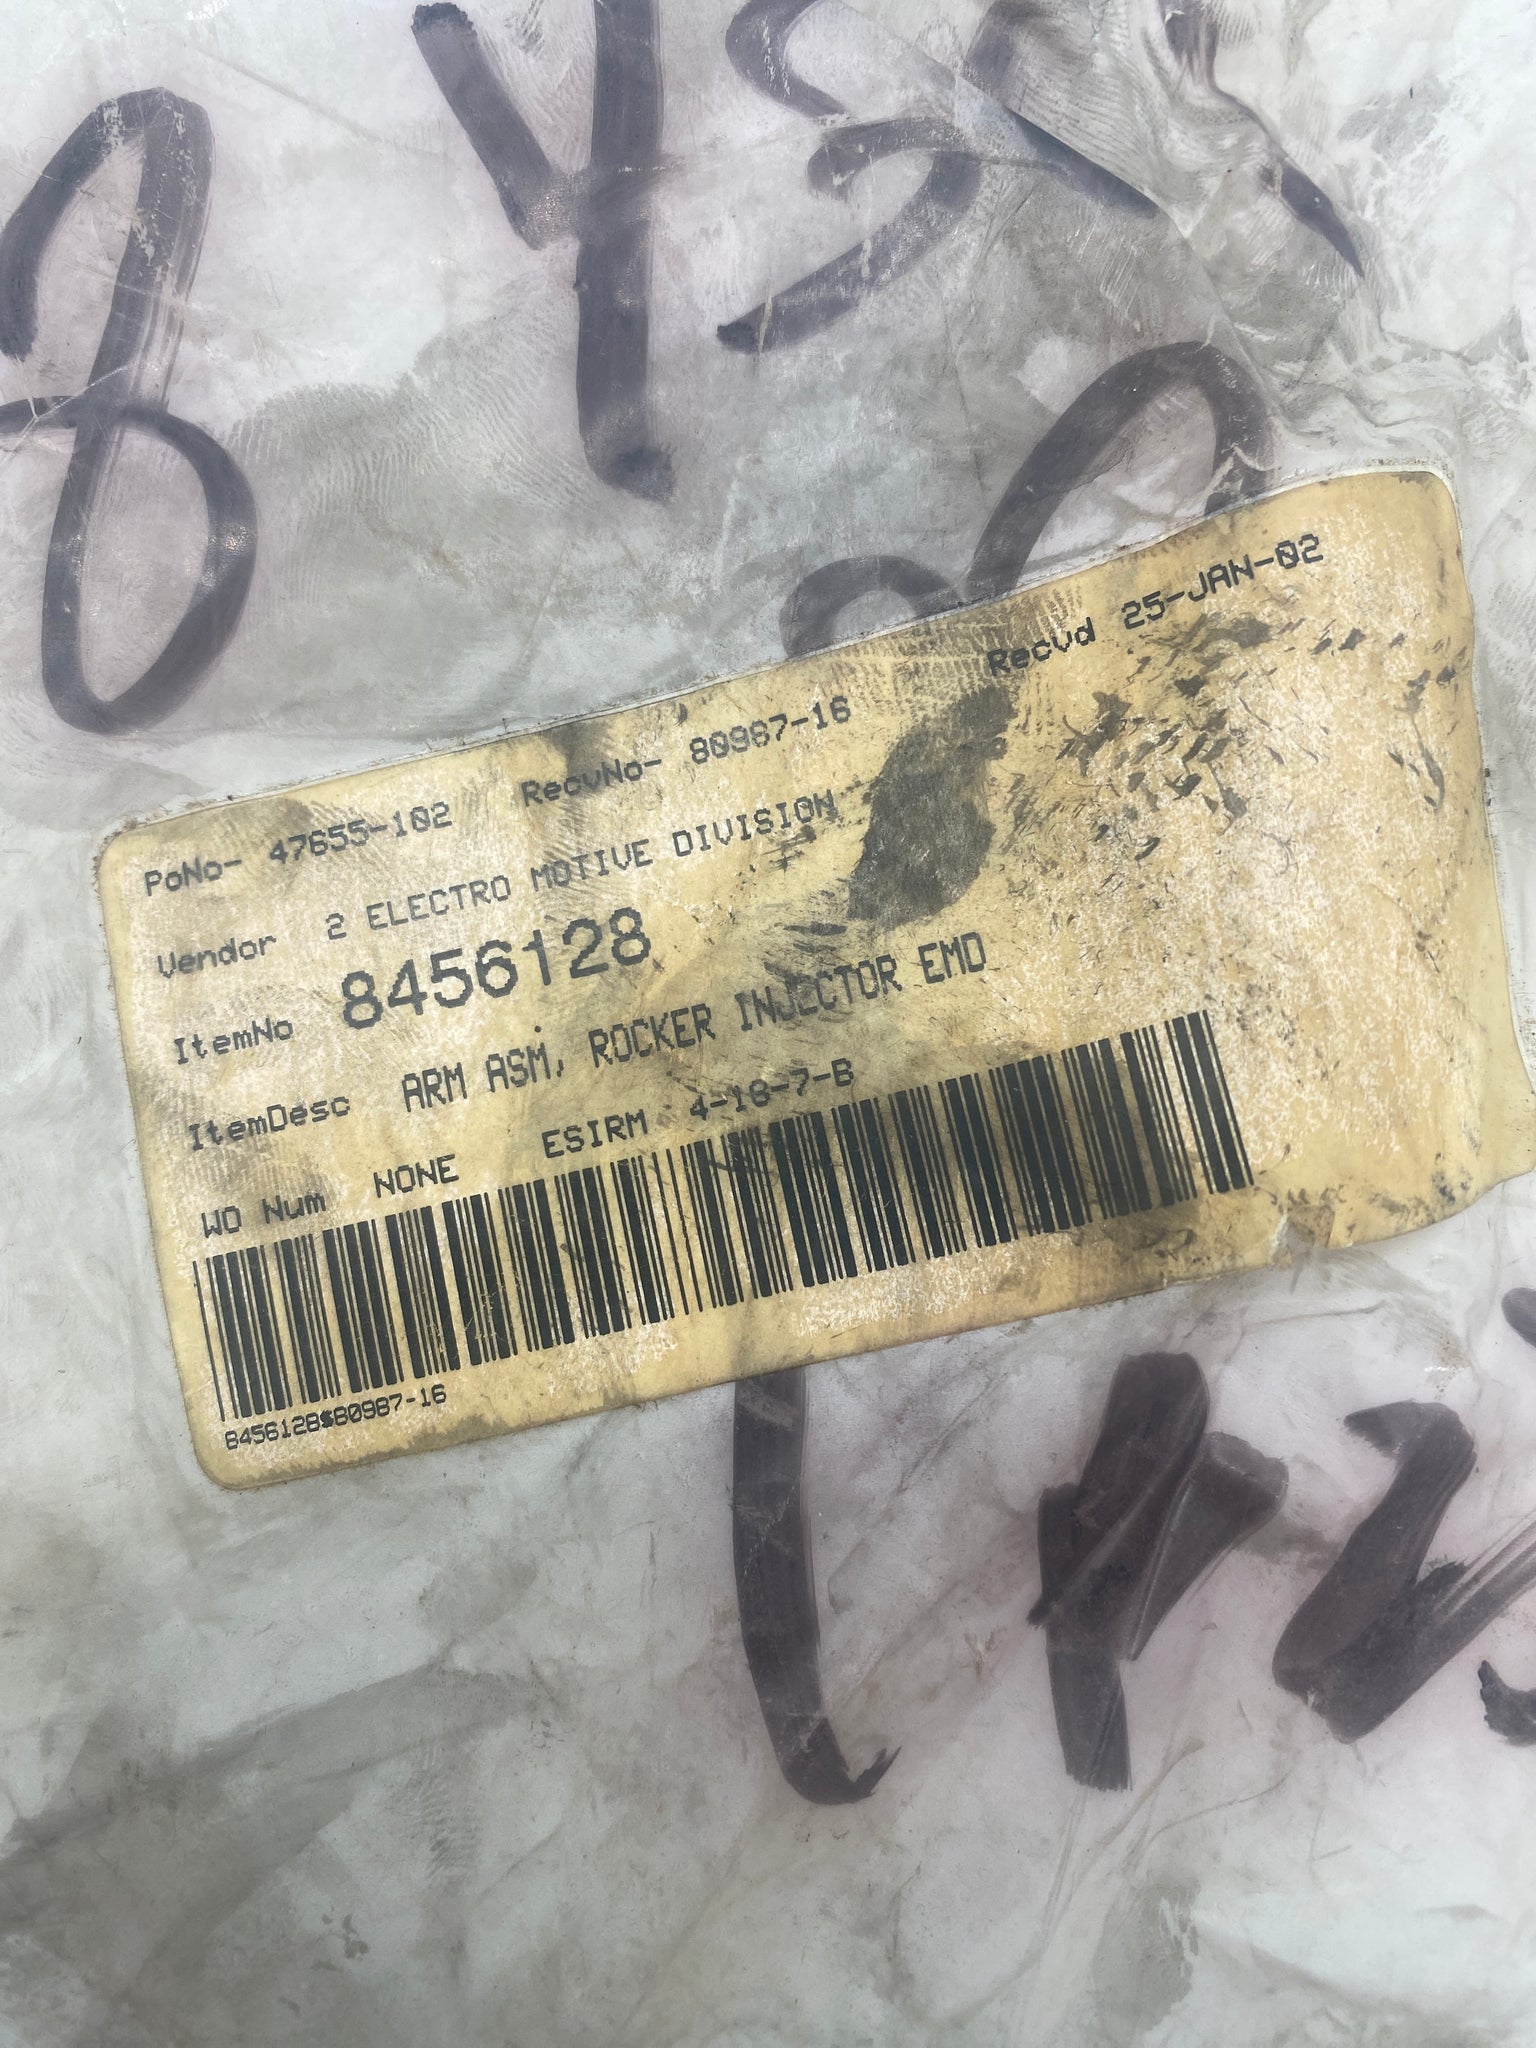 PoNo- 47655-102 RecvNo- 80987-16 Recvd 25-JAN-02
Vendor 2 ELECTRO MOTIVE DIVISION
ItemNo 8456128
ItemDesc ARM ASM, ROCKER INJECTOR EMD
WO Num NONE ESIRM 4-18-7-B
8456128$80987-16